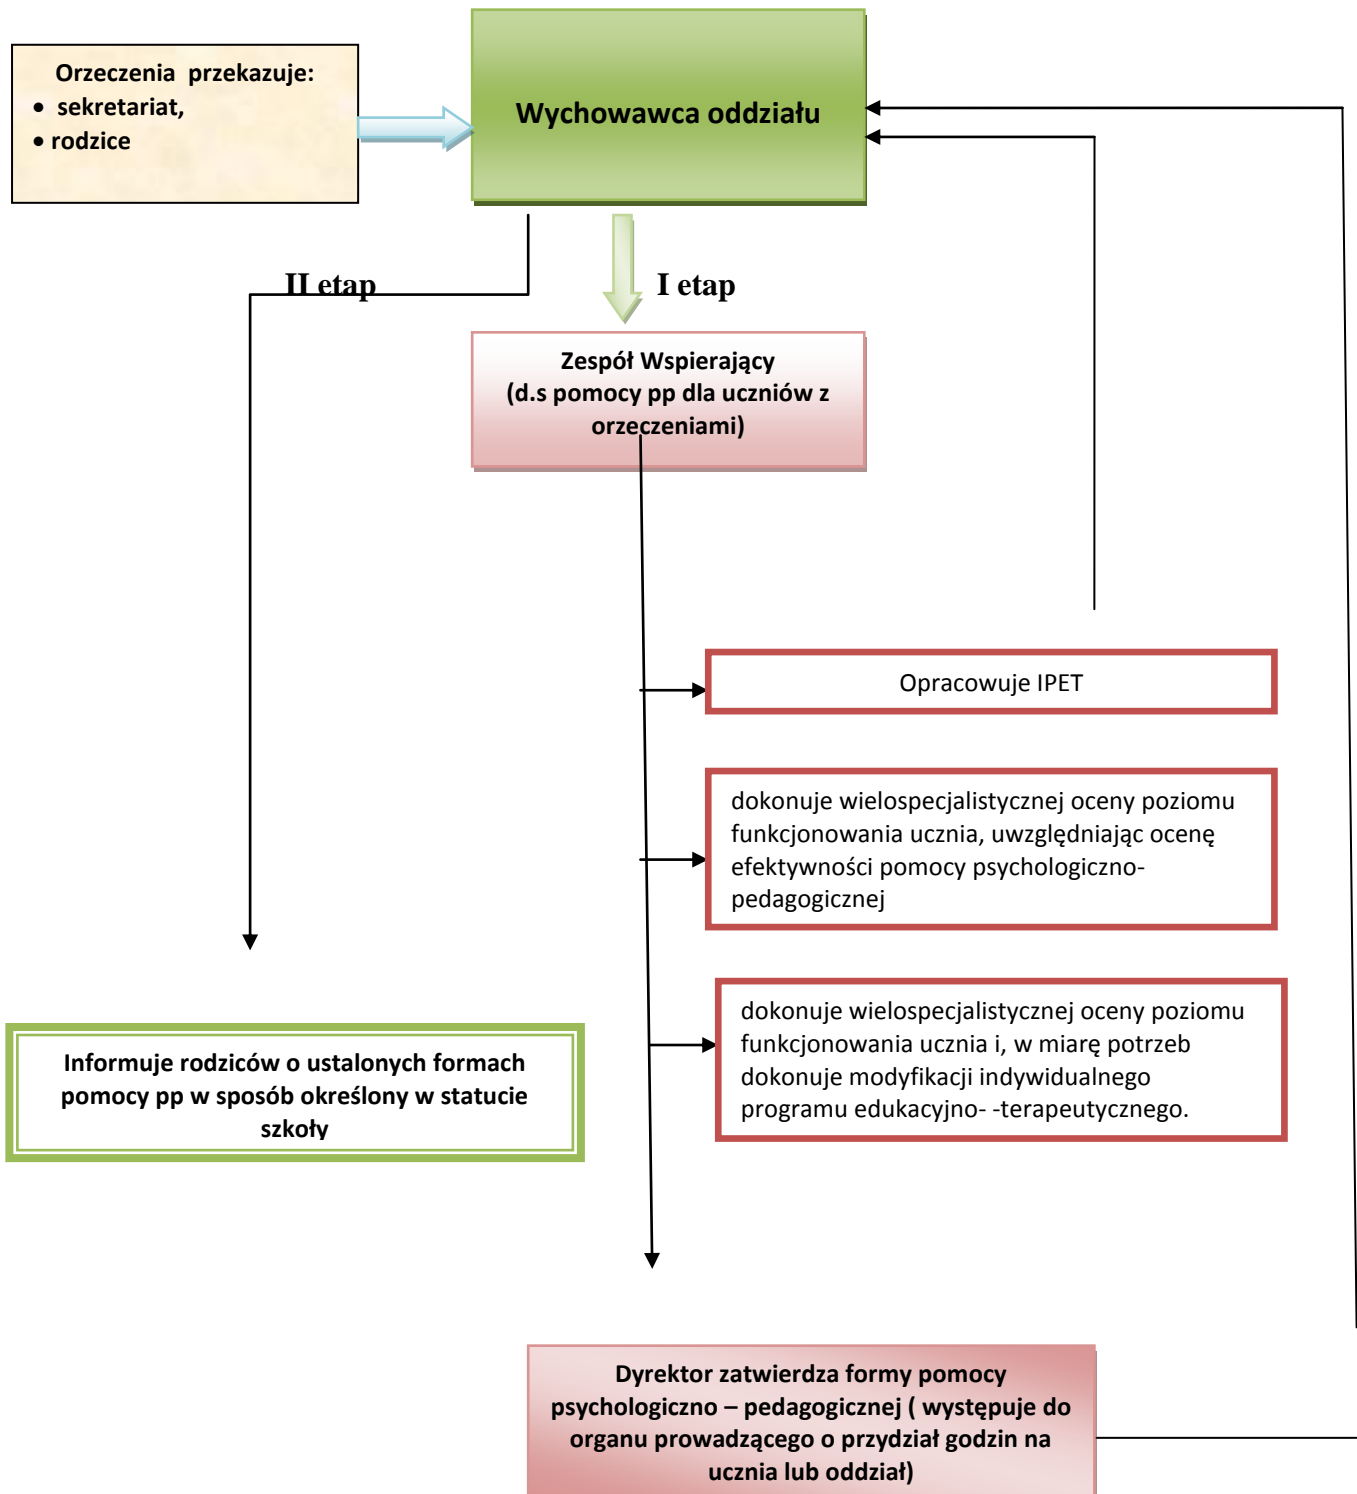 Orzeczenia przekazuje:
• sekretariat,
• rodzice
Wychowawca oddziału
II etap
I etap
Zespół Wspierający
(d.s pomocy pp dla uczniów z
orzeczeniami)
Opracowuje IPET
dokonuje wielospecjalistycznej oceny poziomu
funkcjonowania ucznia, uwzględniając ocenę
efektywności pomocy psychologiczno-
pedagogicznej
dokonuje wielospecjalistycznej oceny poziomu
funkcjonowania ucznia i, w miarę potrzeb
dokonuje modyfikacji indywidualnego
programu edukacyjno- -terapeutycznego.
Informuje rodziców o ustalonych formach
pomocy pp w sposób określony w statucie
szkoły
Dyrektor zatwierdza formy pomocy
psychologiczno – pedagogicznej ( występuje do
organu prowadzącego o przydział godzin na
ucznia lub oddział)